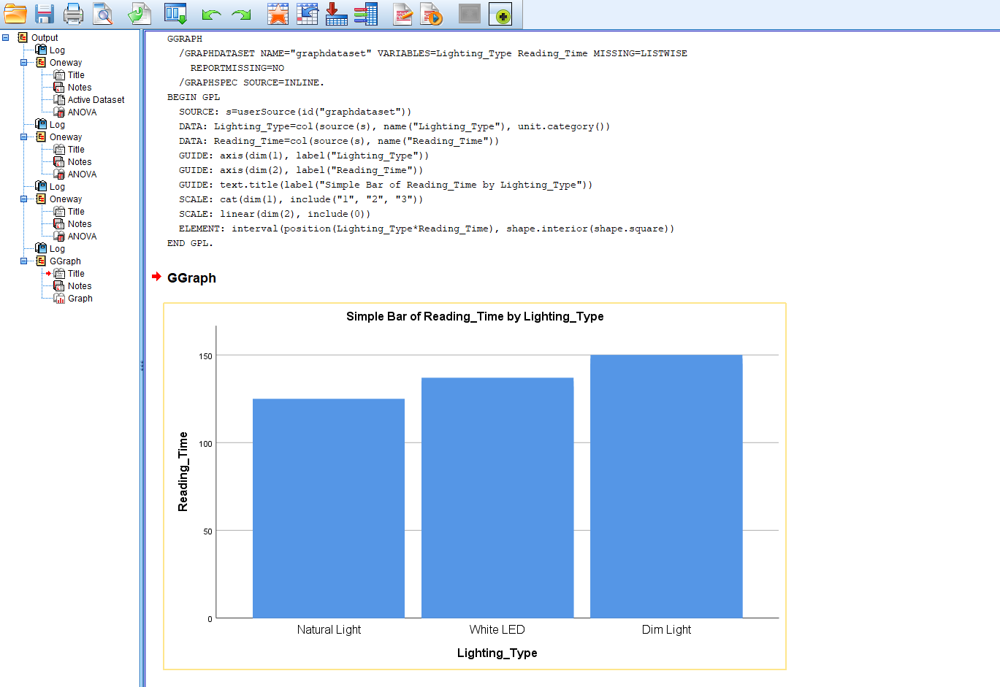 Output
Log
Oneway
Title
Notes
Active Dataset
ANOVA
Log
Oneway
Title
Notes
ANOVA
Log
Oneway
Title
Notes
ANOVA
Log
GGraph
Title
Notes
Graph
GGRAPH
/GRAPHDATASET NAME="graphdataset" VARIABLES=Lighting_Type Reading_Time MISSING=LISTWISE
REPORTMISSING=NO
/GRAPHSPEC SOURCE=INLINE.
BEGIN GPL
SOURCE: s=userSource(id("graphdataset"))
DATA: Lighting_Type=col(source(s), name("Lighting_Type"), unit.category())
DATA: Reading_Time=col(source(s), name("Reading_Time"))
GUIDE: axis(dim(1), label("Lighting_Type"))
GUIDE: axis(dim(2), label("Reading_Time"))
GUIDE: text.title(label("Simple Bar of Reading_Time by Lighting_Type"))
SCALE: cat(dim(1), include("1", "2", "3"))
SCALE: linear(dim(2), include(0))
ELEMENT: interval(position(Lighting_Type*Reading_Time), shape.interior(shape.square))
END GPL.
GGraph
Simple Bar of Reading_Time by Lighting_Type
150
100
50
0
Reading_Time
Natural Light
White LED
Dim Light
Lighting_Type